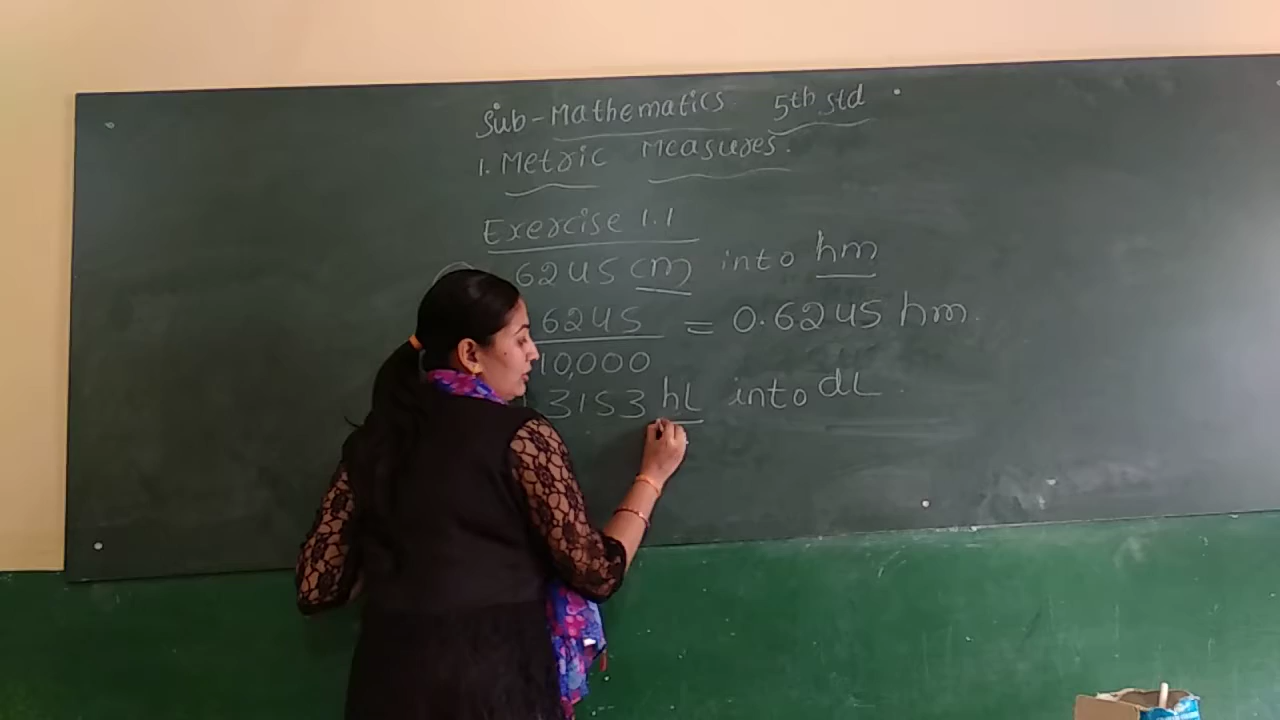 Sub-Mathematics 5th std
1. Metric Measures.
Exercise 1.1
6245 cm into hm
6245 = 0.6245 hm.
10,000
3153 hl into dL